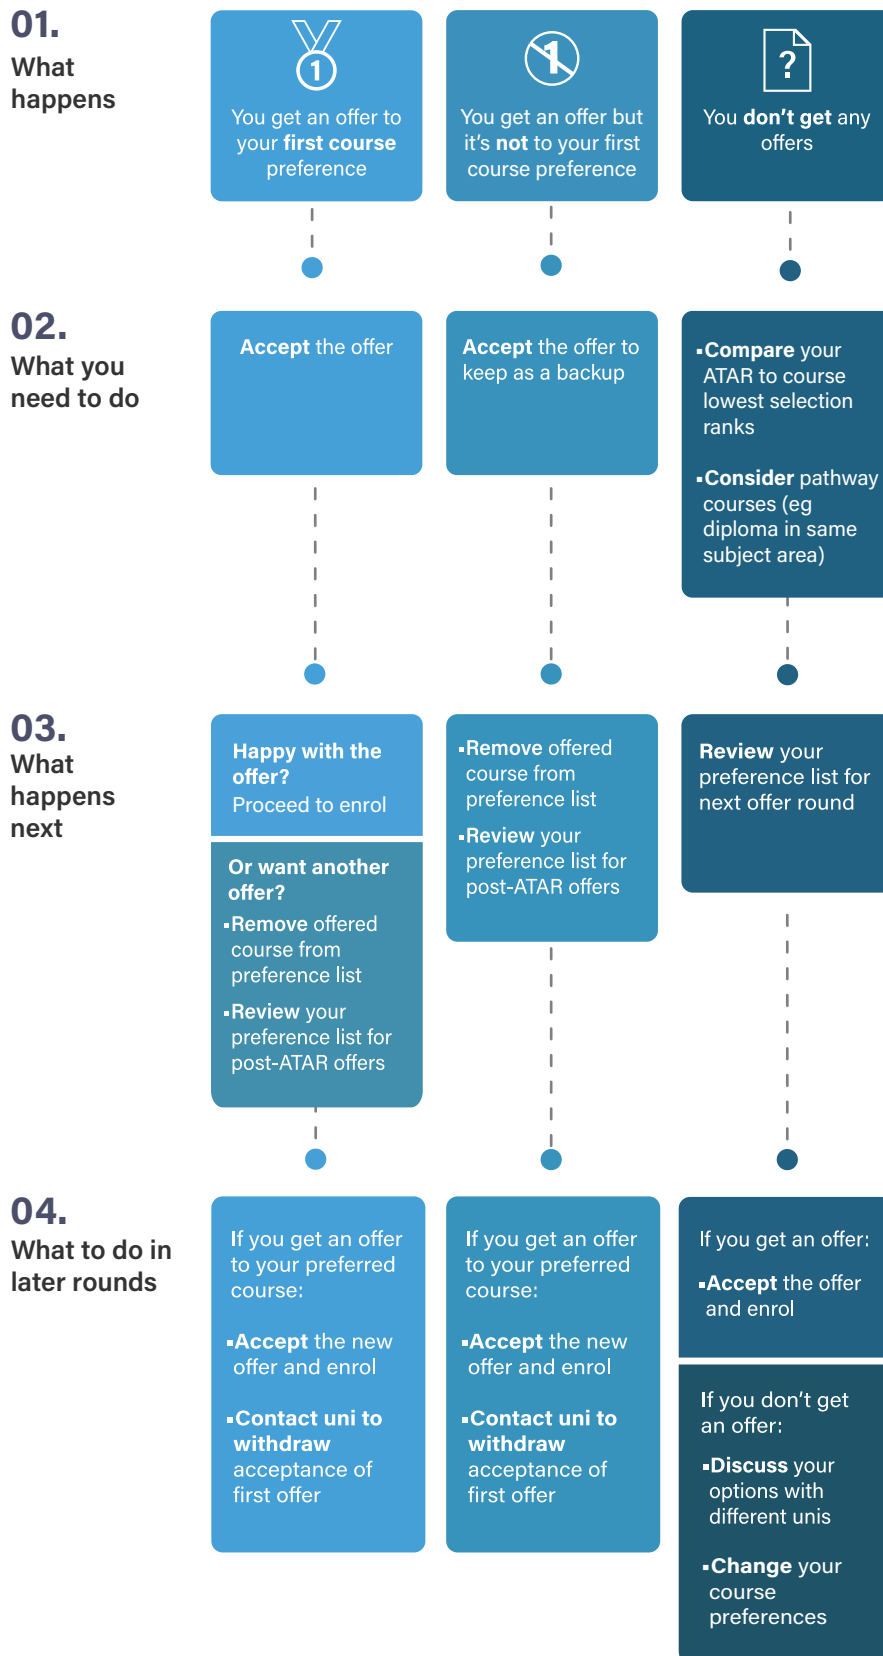 01.
What
happens
1
You get an offer to
your first course
preference
1
You get an offer but
it's not to your first
course preference
?
You don't get any
offers
02.
What you
need to do
Accept the offer
Accept the offer to
keep as a backup
▪Compare your
ATAR to course
lowest selection
ranks
▪Consider pathway
courses (eg
diploma in same
subject area)
03.
What
happens
next
Happy with the
offer?
Proceed to enrol
Or want another
offer?
▪Remove offered
course from
preference list
▪Review your
preference list for
post-ATAR offers
▪Remove offered
course from
preference list
▪Review your
preference list for
post-ATAR offers
Review your
preference list for
next offer round
04.
What to do in
later rounds
If you get an offer
to your preferred
course:
▪Accept the new
offer and enrol
▪Contact uni to
withdraw
acceptance of
first offer
If you get an offer
to your preferred
course:
▪Accept the new
offer and enrol
▪Contact uni to
withdraw
acceptance of
first offer
If you get an offer:
▪Accept the offer
and enrol
If you don't get
an offer:
▪Discuss your
options with
different unis
▪Change your
course
preferences